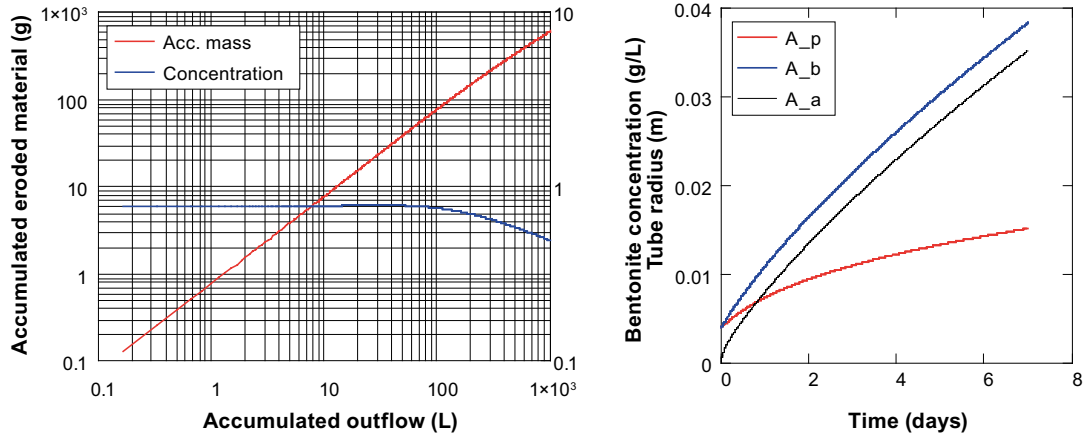 Accumulated eroded material (g)
1×10³
100
10
1
0.1
Acc. mass
Concentration
10
1
0.1
0.1
1
10
100
1×10³
Accumulated outflow (L)
Bentonite concentration (g/L)
Tube radius (m)
0.04
0.03
0.02
0.01
0
A_p
A_b
A_a
0
2
4
6
8
Time (days)